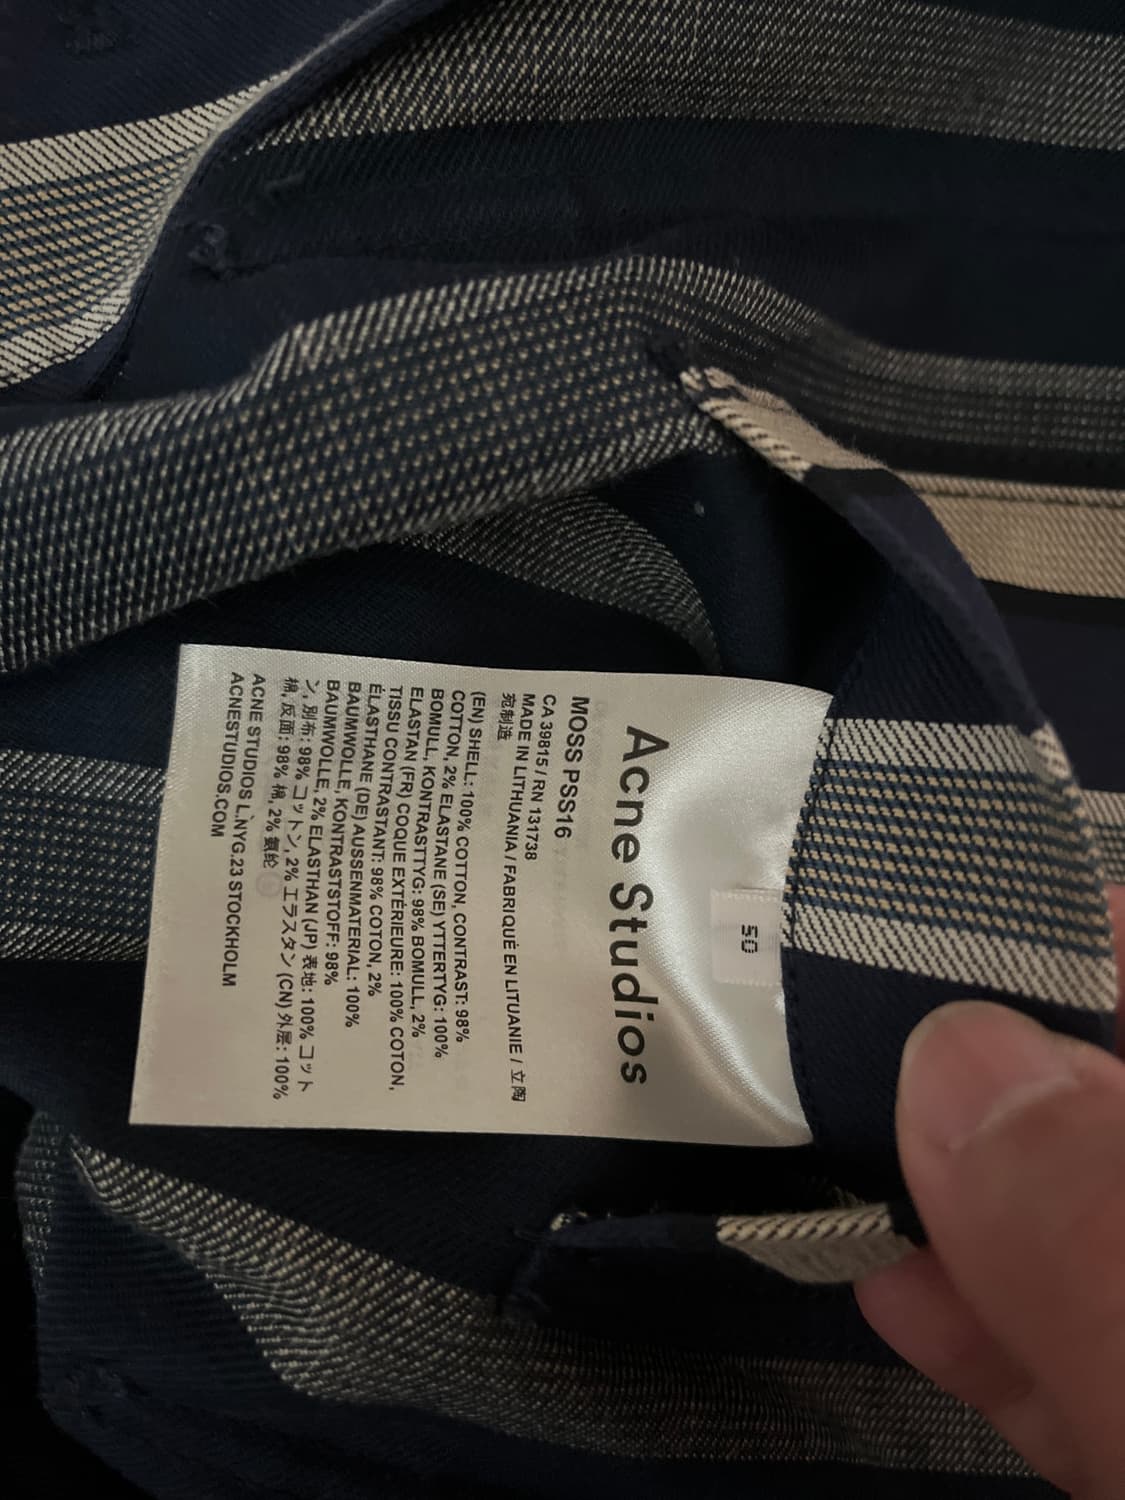 50
Acne Studios
MOSS PSS16
CA 39815 / RN 131738
MADE IN LITHUANIA / FABRIQUÉ EN LITUANIE / 立陶
宛制造
(EN) SHELL: 100% COTTON, CONTRAST: 98%
COTTON, 2% ELASTANE (SE) YTTERTYG: 100%
BOMULL, KONTRASTTYG: 98% BOMULL, 2%
ELASTAN (FR) COQUE EXTÉRIEURE: 100% COTON,
TISSU CONTRASTANT: 98% COTON, 2%
ÉLASTHANE (DE) AUSSENMATERIAL: 100%
BAUMWOLLE, KONTRASTSTOFF: 98%
BAUMWOLLE, 2% ELASTHAN (JP) 表地: 100% コット
ン, 別布: 98% コットン, 2% エラスタン (CN) 外层: 100%
棉, 反面: 98% 棉, 2% 氨纶
ACNE STUDIOS L.NYG.23 STOCKHOLM
ACNESTUDIOS.COM